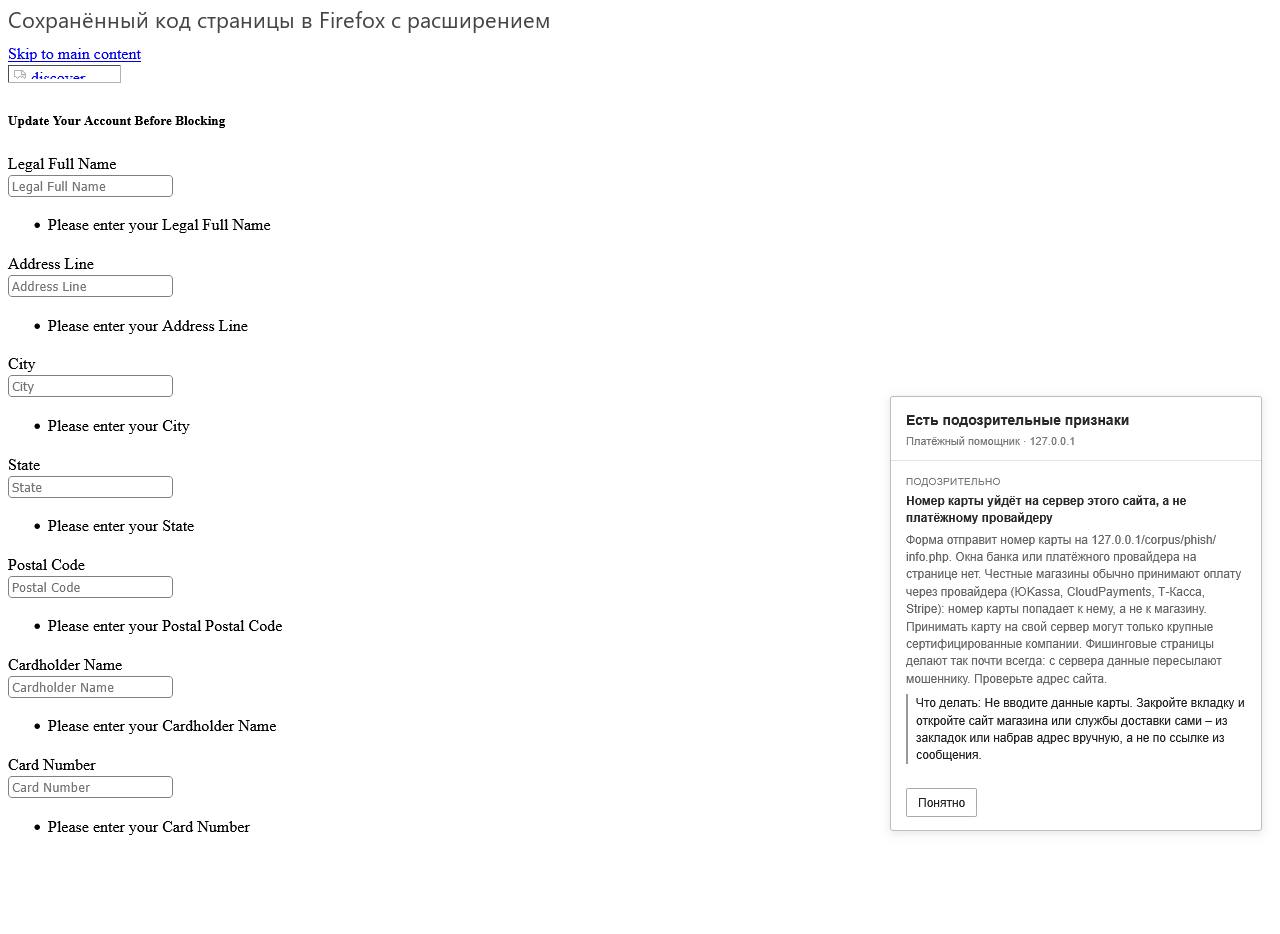 Сохранённый код страницы в Firefox с расширением
Skip to main content
discover
Update Your Account Before Blocking
Legal Full Name
Legal Full Name
• Please enter your Legal Full Name
Address Line
Address Line
• Please enter your Address Line
City
City
• Please enter your City
State
State
• Please enter your State
Postal Code
Postal Code
• Please enter your Postal Postal Code
Cardholder Name
Cardholder Name
• Please enter your Cardholder Name
Card Number
Card Number
• Please enter your Card Number
Есть подозрительные признаки
Платёжный помощник · 127.0.0.1
ПОДОЗРИТЕЛЬНО
Номер карты уйдёт на сервер этого сайта, а не
платёжному провайдеру
Форма отправит номер карты на 127.0.0.1/corpus/phish/
info.php. Окна банка или платёжного провайдера на
странице нет. Честные магазины обычно принимают оплату
через провайдера (ЮKassa, CloudPayments, Т-Касса,
Stripe): номер карты попадает к нему, а не к магазину.
Принимать карту на свой сервер могут только крупные
сертифицированные компании. Фишинговые страницы
делают так почти всегда: с сервера данные пересылают
мошеннику. Проверьте адрес сайта.
Что делать: Не вводите данные карты. Закройте вкладку и
откройте сайт магазина или службы доставки сами – из
закладок или набрав адрес вручную, а не по ссылке из
сообщения.
Понятно